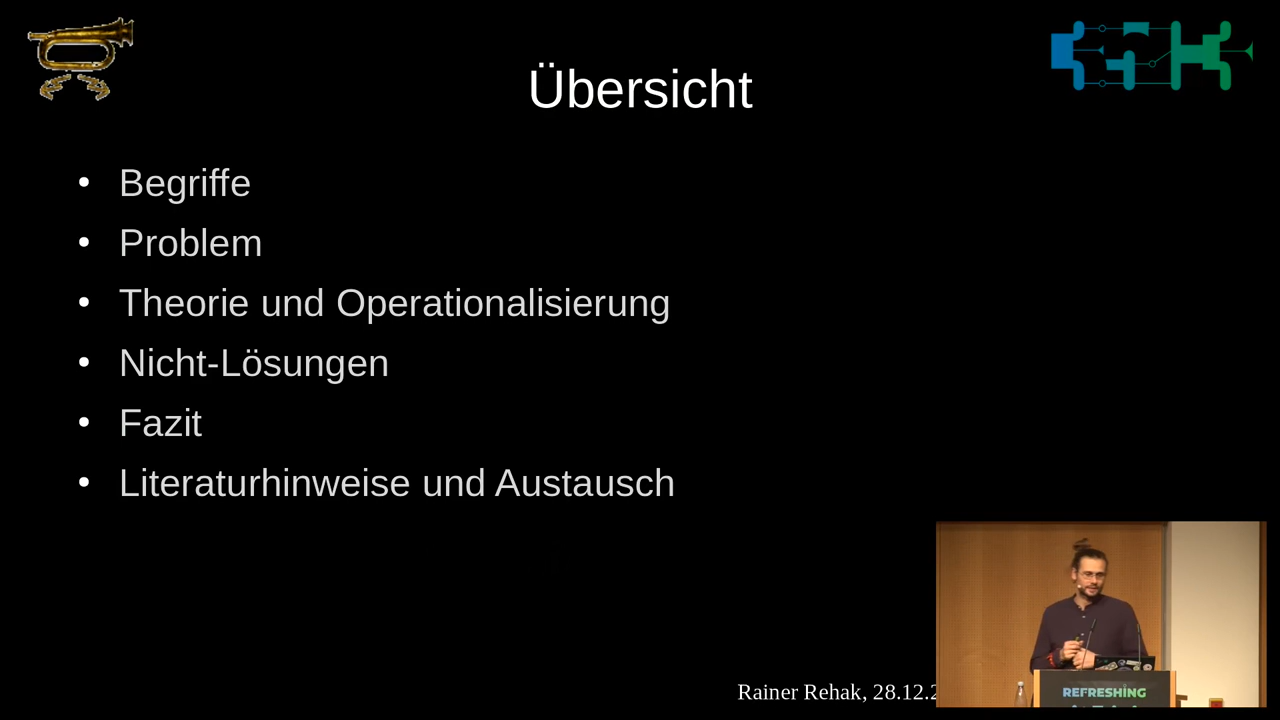 Übersicht
Begriffe
Problem
Theorie und Operationalisierung
Nicht-Lösungen
Fazit
Literaturhinweise und Austausch
Rainer Rehak, 28.12.2
REFRESHING